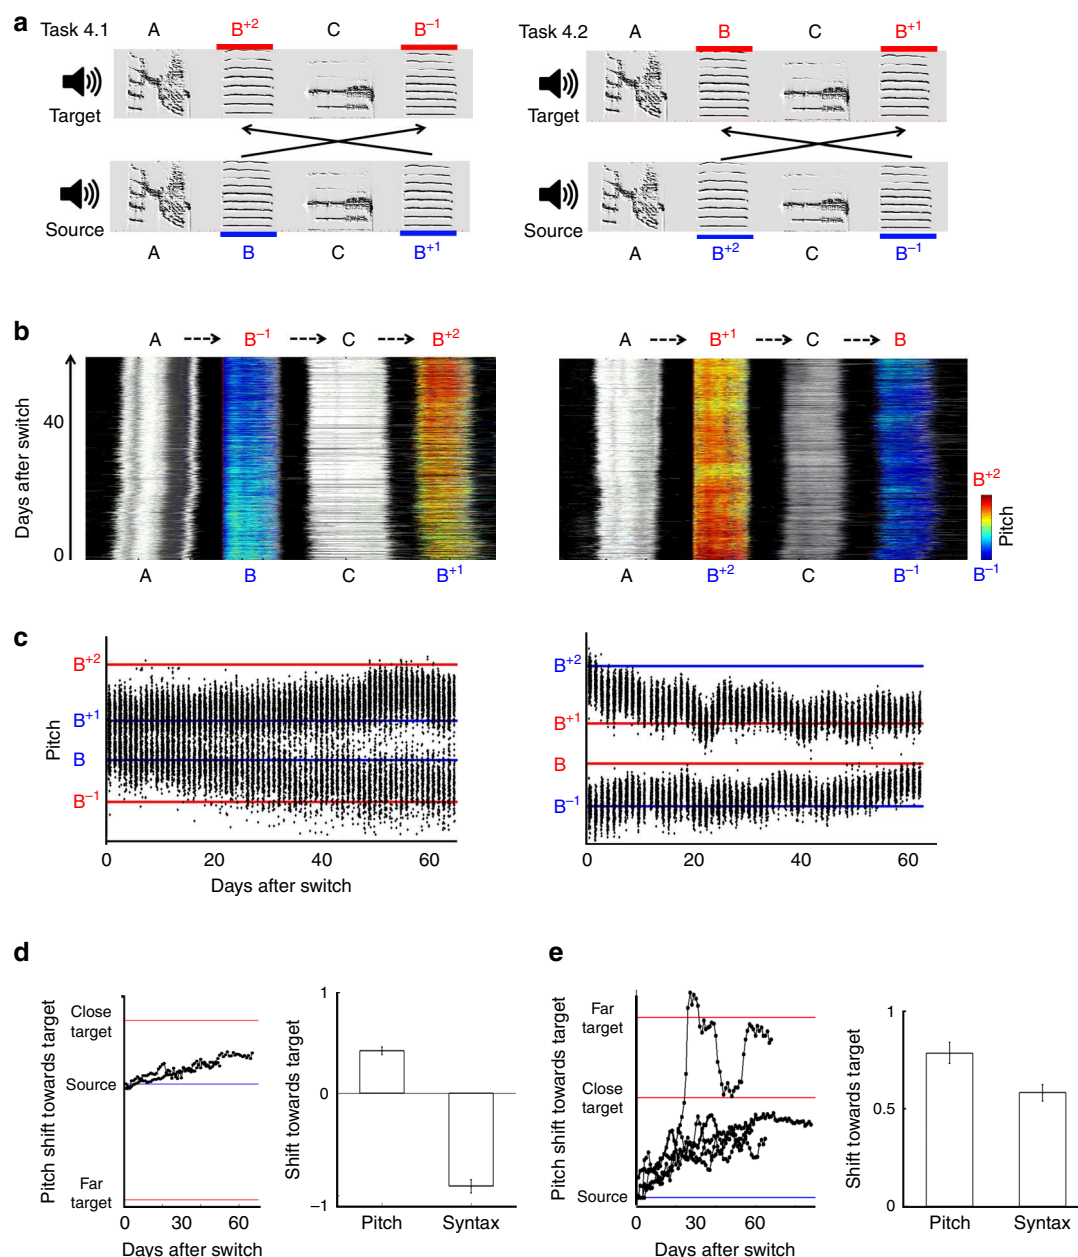 a
Task 4.1 A B+2 C B−1
Target
Source
A B C B+1
Task 4.2 A B C B+1
Target
Source
A B+2 C B−1
b
A B−1 C B+2
Days after switch
40
0
A B C B+1
A B+1 C B
A B+2 C B−1
B+2
Pitch
B−1
c
Pitch
B+2
B+1
B
B−1
0 20 40 60
Days after switch
B+2
B+1
B
B−1
0 20 40 60
d
Pitch shift towards target
Close
target
Source
Far
target
0 30 60
Days after switch
Shift towards target
1
0
−1
Pitch Syntax
e
Pitch shift towards target
Far
target
Close
target
Source
0 30 60
Days after switch
Shift towards target
1
0.5
0
Pitch Syntax